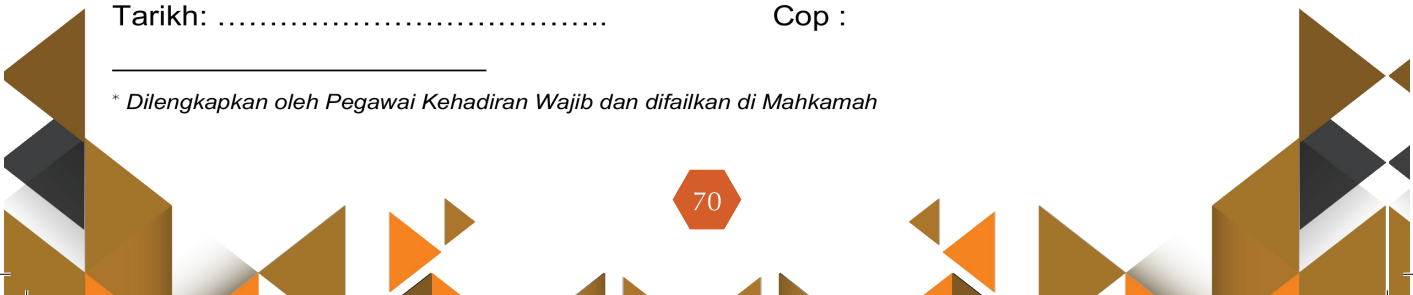 Tarikh: ……………………………….. Cop :
* Dilengkapkan oleh Pegawai Kehadiran Wajib dan difailkan di Mahkamah
70